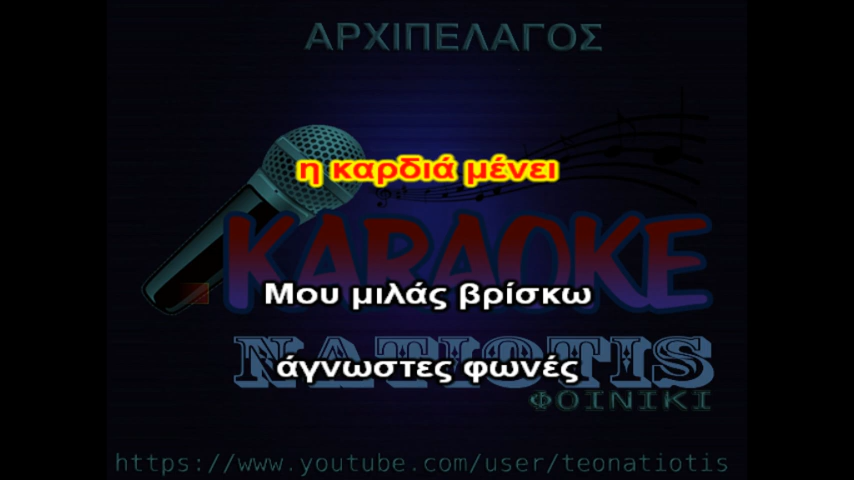 ΑΡΧΙΠΕΛΑΓΟΣ
η καρδιά μένει
KARAOKE
Μου μιλάς βρίσκω
NATIOTIS
άγνωστες φωνές
ΦΟΙΝΙΚΙ
https://www.youtube.com/user/teonatiotis